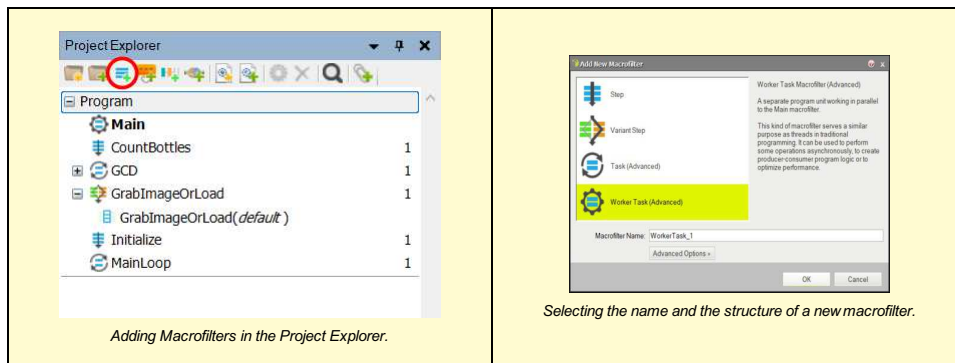 Project Explorer
Program
Main
CountBottles 1
GCD 1
GrabImageOrLoad 1
GrabImageOrLoad(default)
Initialize 1
MainLoop 1
Adding Macrofilters in the Project Explorer.
Add New Macrofilter
Step
Variant Step
Task (Advanced)
Worker Task (Advanced)
Worker Task Macrofilter (Advanced)
A separate program unit working in parallel
to the Main macrofilter.
This kind of macrofilter serves a similar
purpose as threads in traditional
programming. It can be used to perform
some operations asynchronously, to create
producer-consumer program logic or to
optimize performance.
Macrofilter Name: WorkerTask_1
Advanced Options »
OK Cancel
Selecting the name and the structure of a new macrofilter.